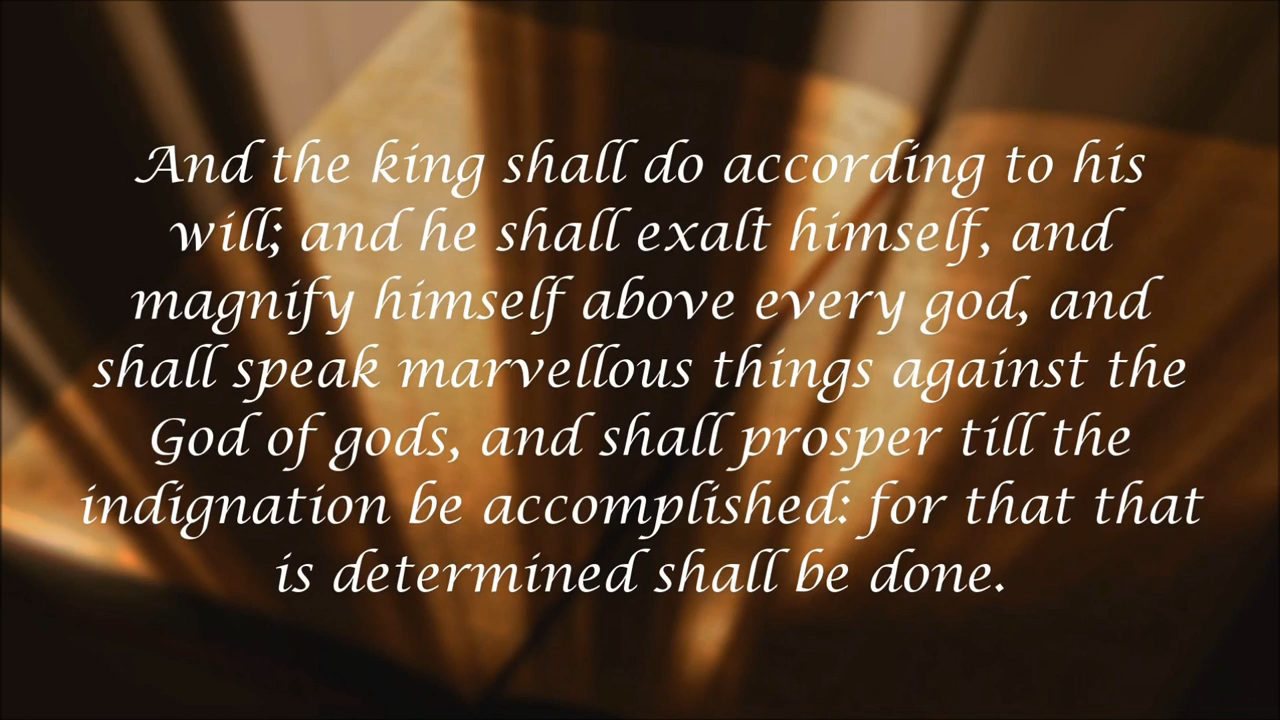 And the king shall do according to his
will; and he shall exalt himself, and
magnify himself above every god, and
shall speak marvellous things against the
God of gods, and shall prosper till the
indignation be accomplished: for that that
is determined shall be done.